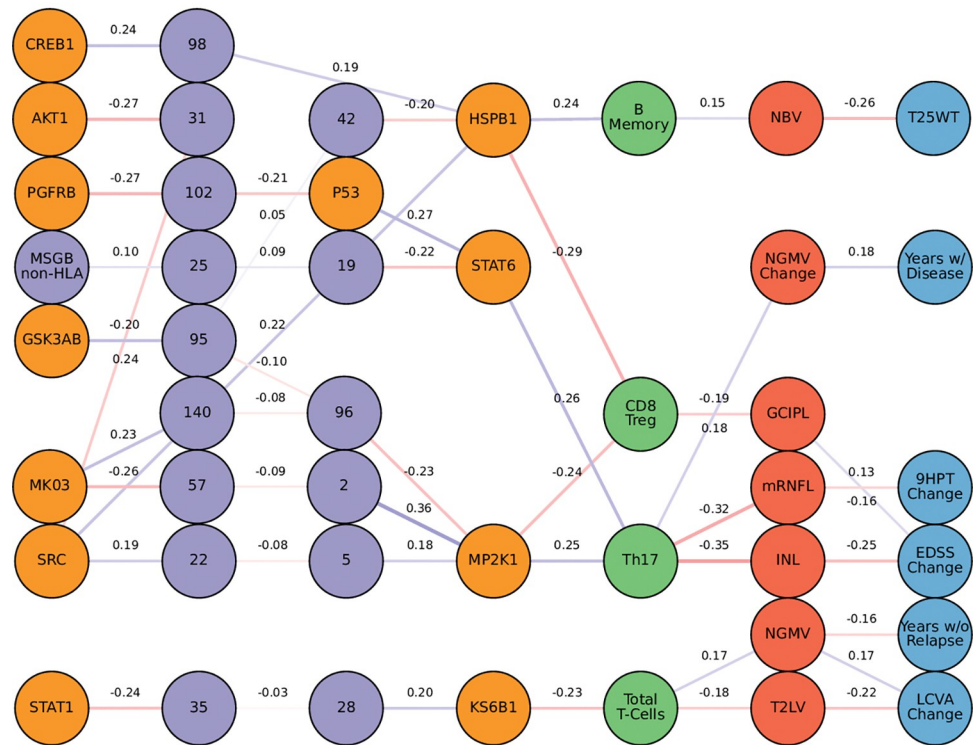 CREB1
0.24
98
0.19
AKT1
-0.27
31
42
-0.20
HSPB1
0.24
B
Memory
0.15
NBV
-0.26
T25WT
PGFRB
-0.27
102
-0.21
P53
0.05
0.27
MSGB
non-HLA
0.10
25
0.09
19
-0.22
STAT6
-0.29
NGMV
Change
0.18
Years w/
Disease
GSK3AB
-0.20
95
0.22
0.24
-0.10
140
-0.08
96
0.26
CD8
Treg
-0.19
0.18
GCIPL
0.23
-0.26
MK03
57
-0.09
2
-0.23
0.36
-0.24
mRNFL
0.13
-0.16
9HPT
Change
-0.32
SRC
0.19
22
-0.08
5
0.18
MP2K1
0.25
Th17
-0.35
INL
-0.25
EDSS
Change
NGMV
-0.16
Years w/o
Relapse
0.17
0.17
STAT1
-0.24
35
-0.03
28
0.20
KS6B1
-0.23
Total
T-Cells
-0.18
T2LV
-0.22
LCVA
Change